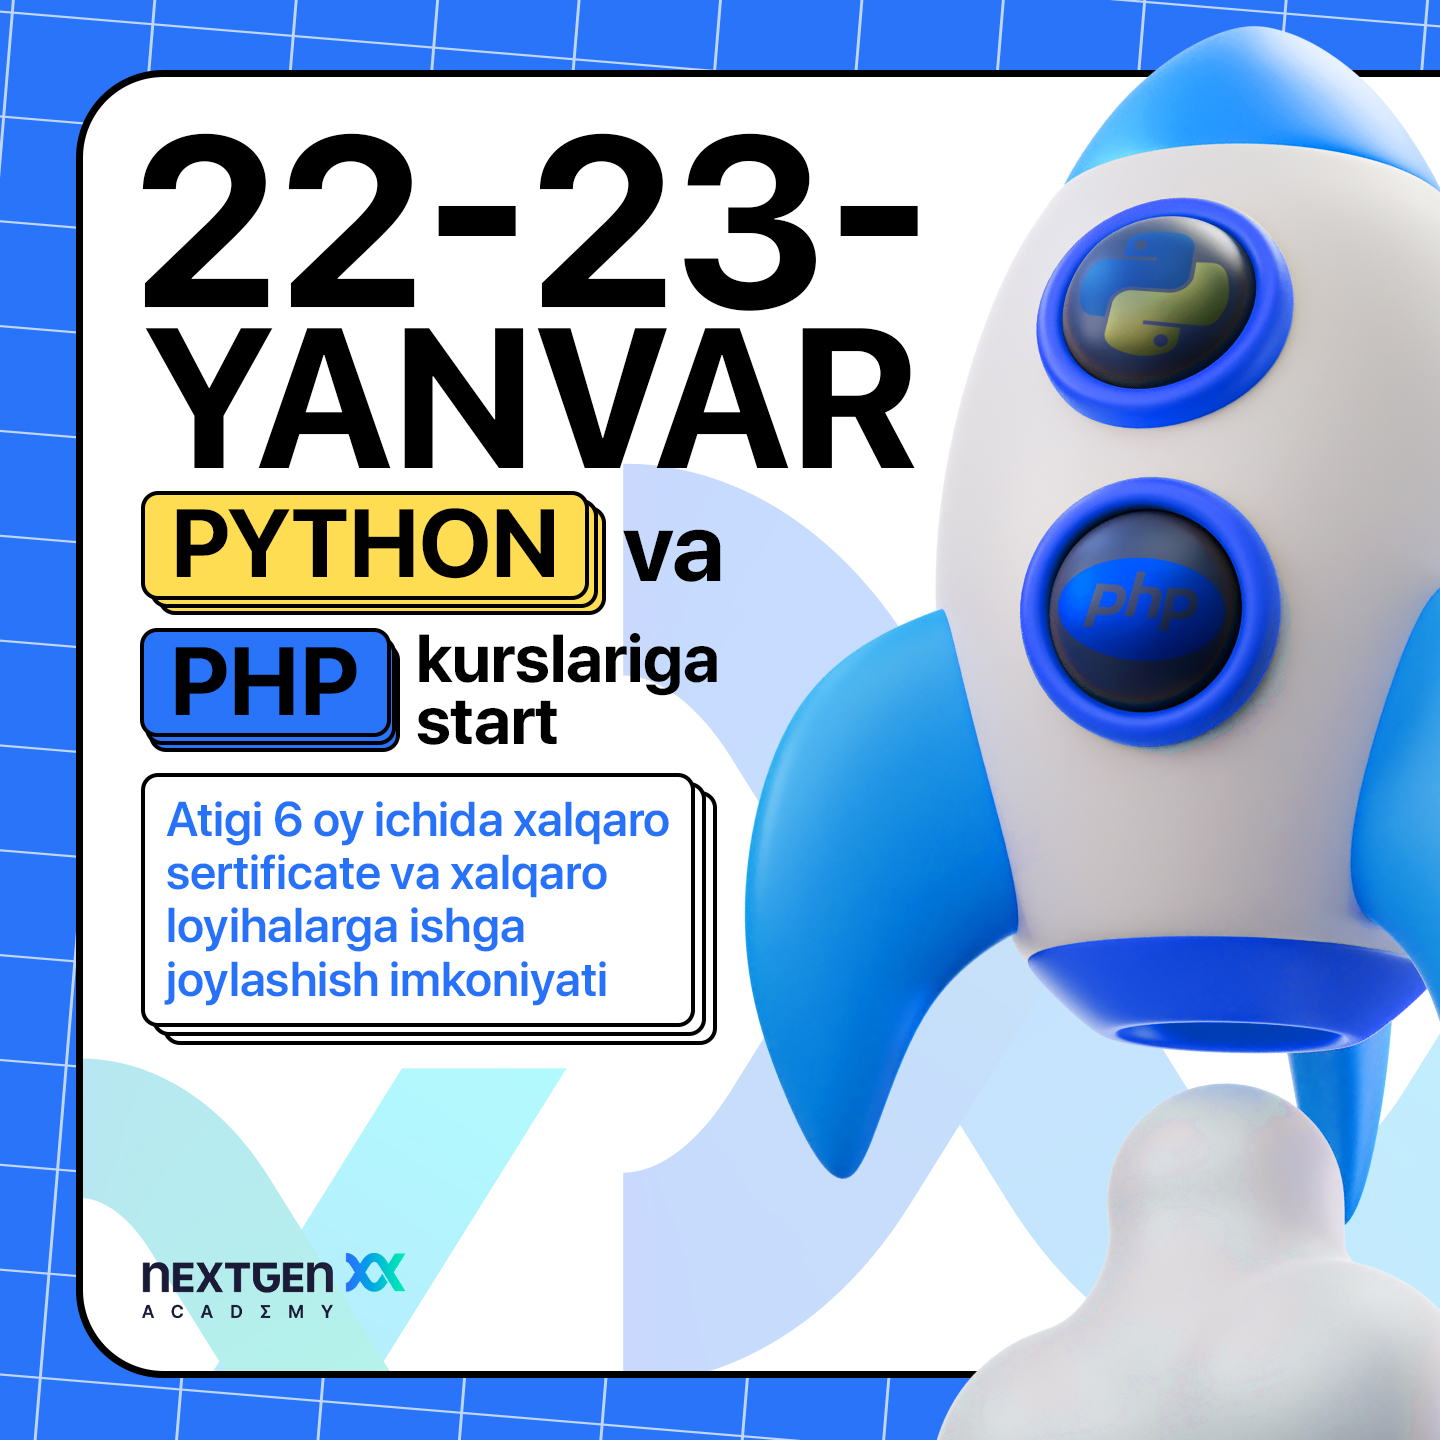 22-23-
YANVAR
PYTHON va
PHP kurslariga
start
Atigi 6 oy ichida xalqaro
sertificate va xalqaro
loyihalarga ishga
joylashish imkoniyati
php
NEXTGEN
ACADΣMY